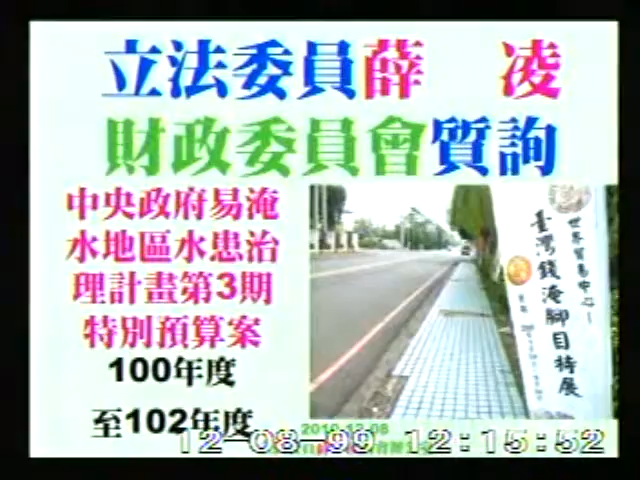 立法委員薛 凌
財政委員會質詢
中央政府易淹
水地區水患治
理計畫第3期
特別預算案
100年度
至102年度
世界貿易中心
臺灣錢淹腳目特展
2010-12-08
12-08-99 12:15:52